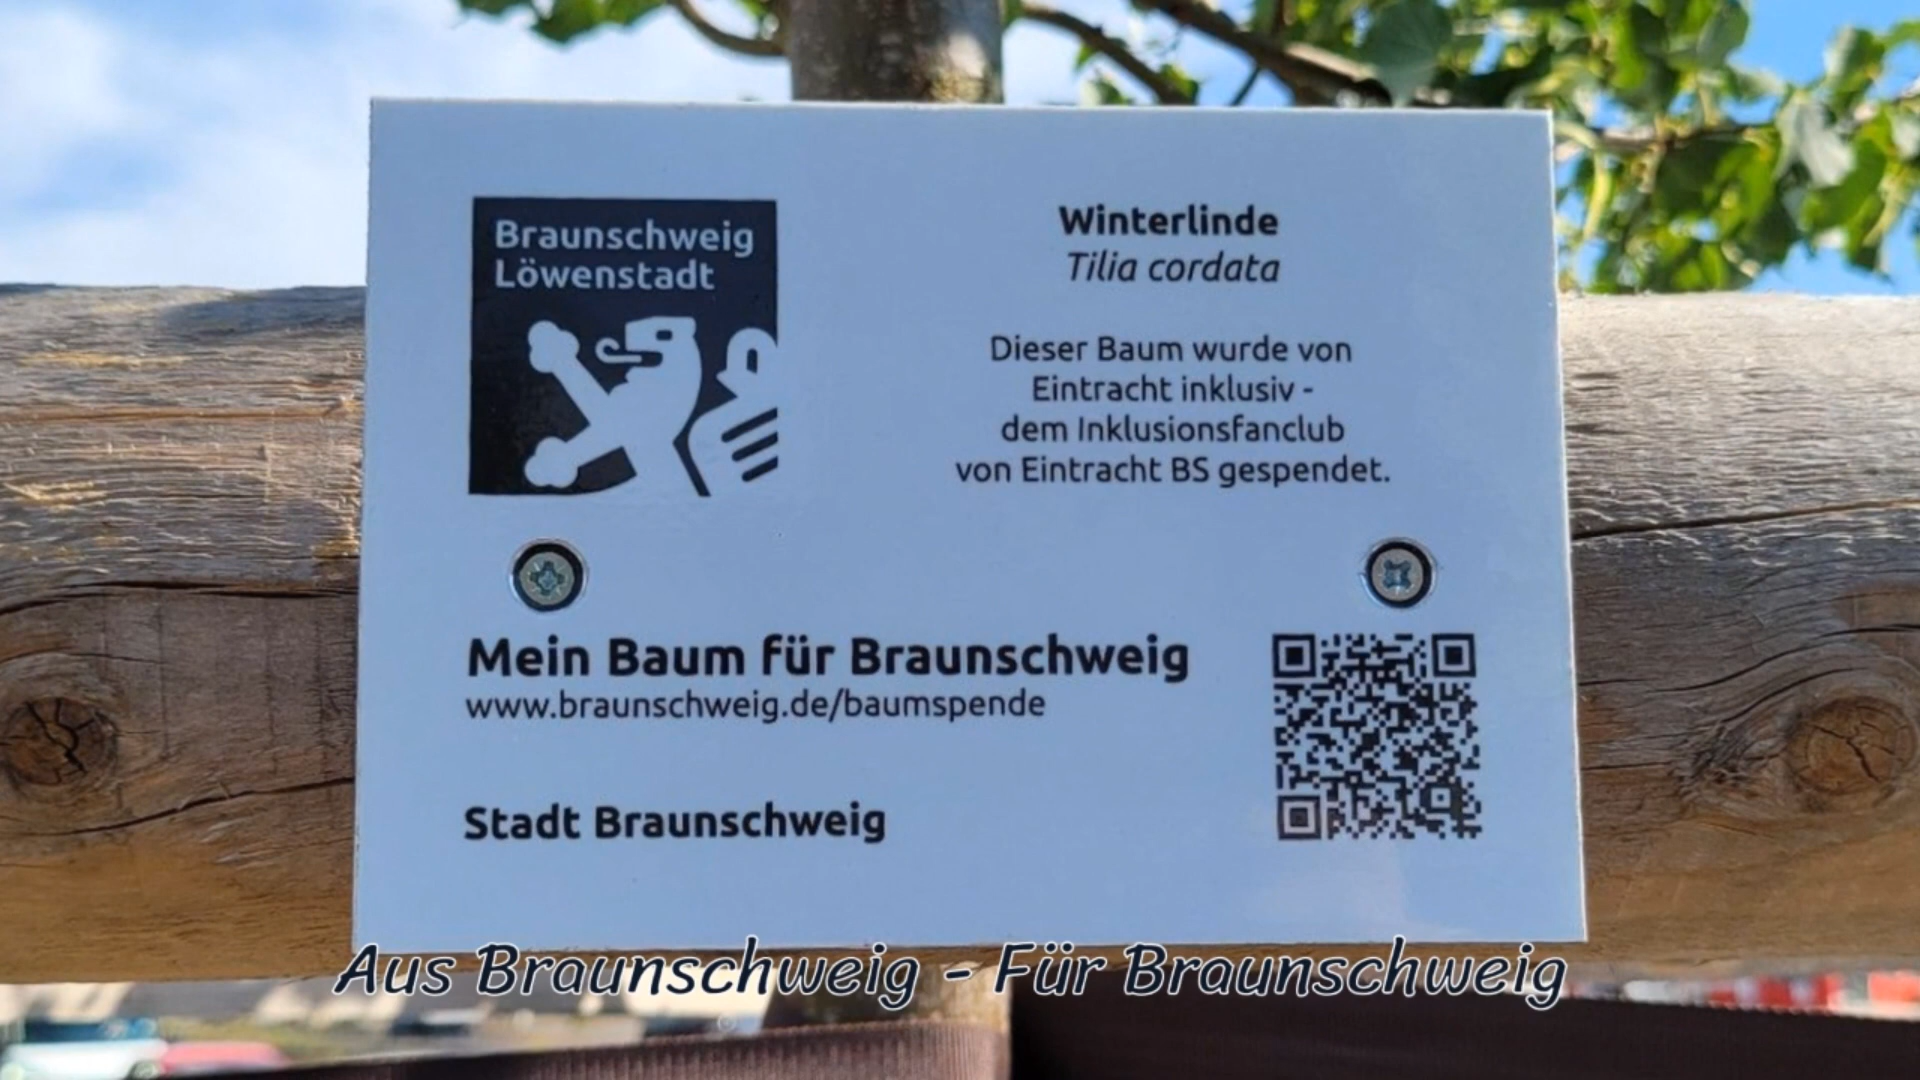 Braunschweig
Löwenstadt
Winterlinde
Tilia cordata
Dieser Baum wurde von
Eintracht inklusiv -
dem Inklusionsfanclub
von Eintracht BS gespendet.
Mein Baum für Braunschweig
www.braunschweig.de/baumspende
Stadt Braunschweig
Aus Braunschweig - Für Braunschweig